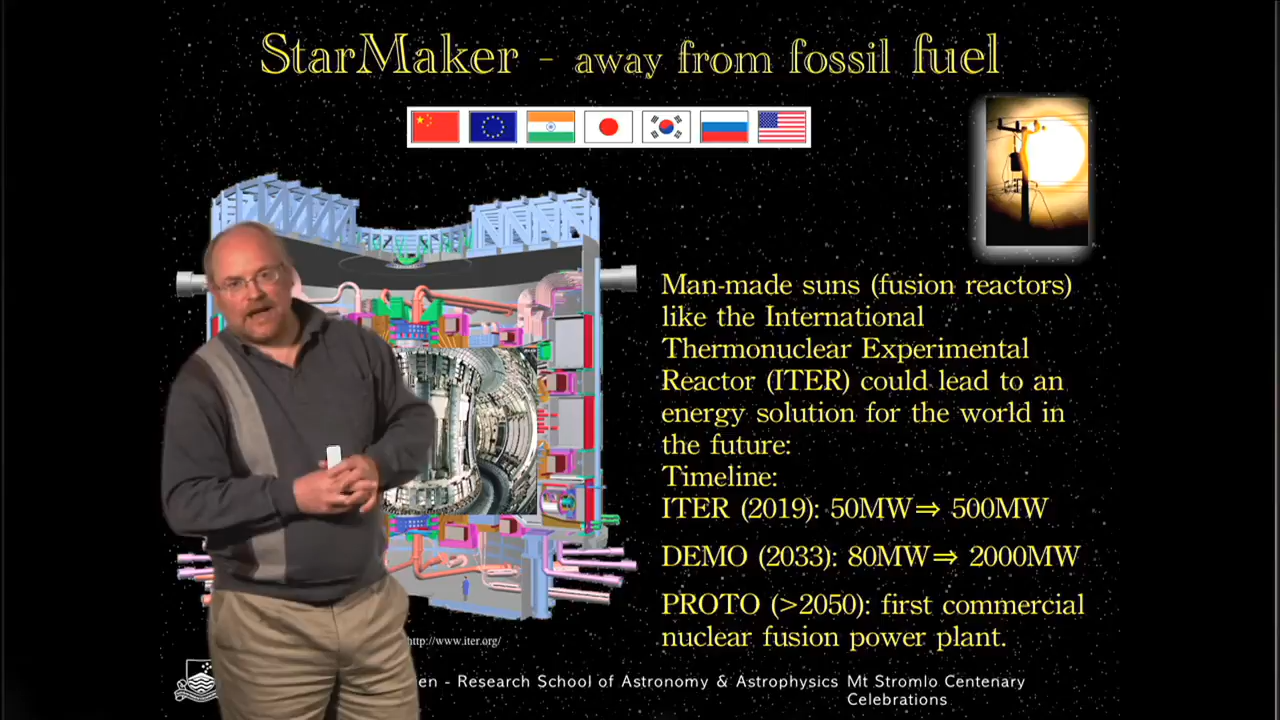 StarMaker - away from fossil fuel
Man-made suns (fusion reactors)
like the International
Thermonuclear Experimental
Reactor (ITER) could lead to an
energy solution for the world in
the future:
Timeline:
ITER (2019): 50MW⇒ 500MW
DEMO (2033): 80MW⇒ 2000MW
PROTO (>2050): first commercial
nuclear fusion power plant.
http://www.iter.org/
en - Research School of Astronomy & Astrophysics
Mt Stromlo Centenary
Celebrations